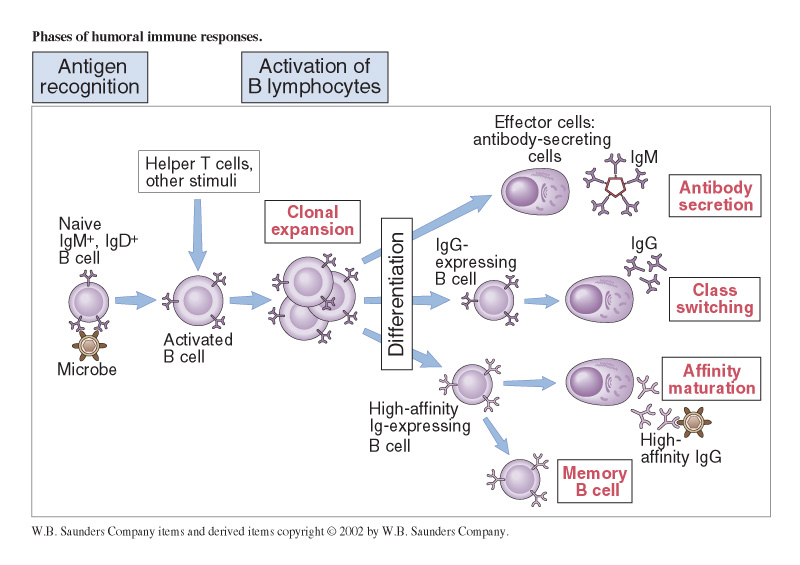 Phases of humoral immune responses.
Antigen
recognition
Activation of
B lymphocytes
Helper T cells,
other stimuli
Naive
IgM+, IgD+
B cell
Microbe
Activated
B cell
Clonal
expansion
Differentiation
Effector cells:
antibody-secreting
cells
IgM
Antibody
secretion
IgG-
expressing
B cell
IgG
Class
switching
High-affinity
Ig-expressing
B cell
Affinity
maturation
High-
affinity IgG
Memory
B cell
W.B. Saunders Company items and derived items copyright © 2002 by W.B. Saunders Company.